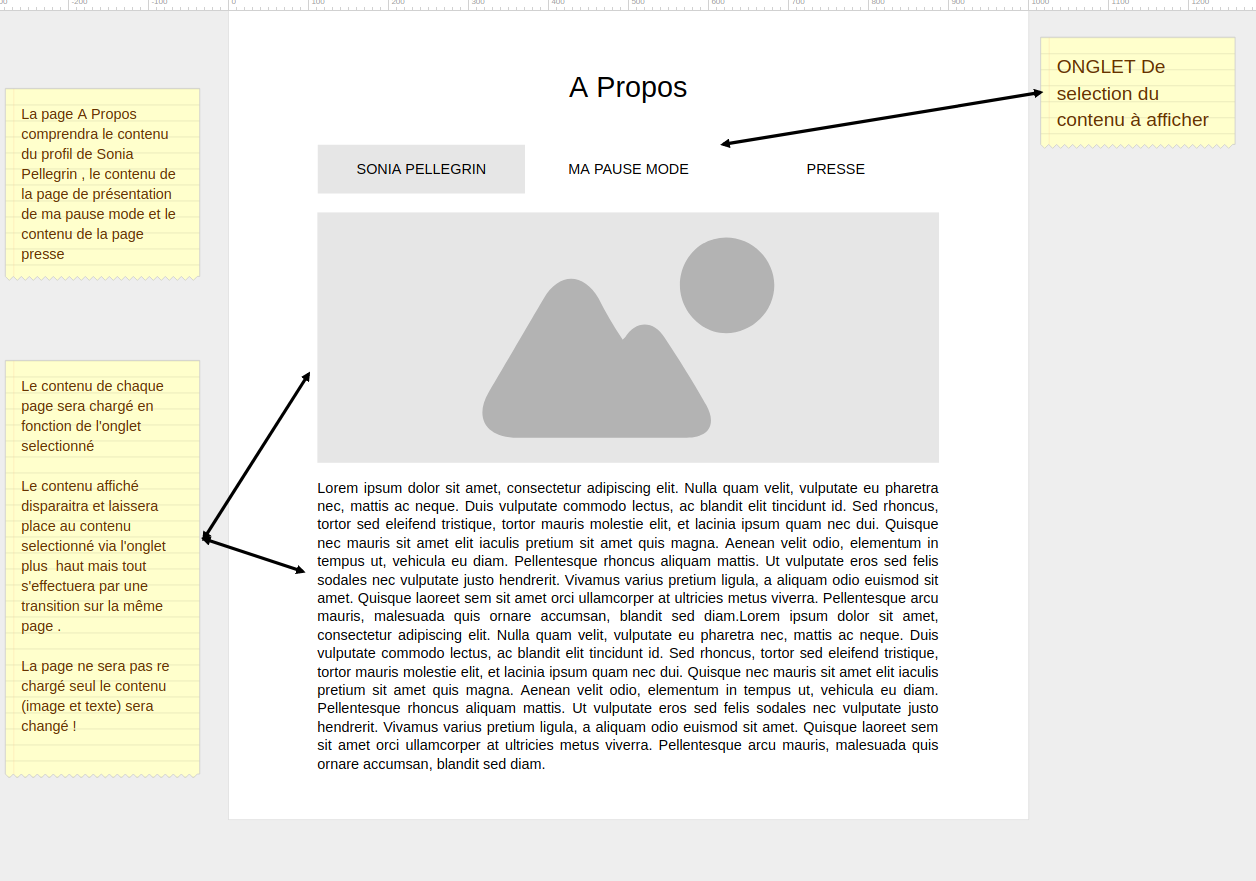 -200
-100
0
100
200
300
400
500
600
700
800
900
1000
1100
1200
A Propos
ONGLET De
selection du
contenu à afficher
La page A Propos
comprendra le contenu
du profil de Sonia
Pellegrin , le contenu de
la page de présentation
de ma pause mode et le
contenu de la page
presse
SONIA PELLEGRIN
MA PAUSE MODE
PRESSE
Le contenu de chaque
page sera chargé en
fonction de l'onglet
selectionné
Le contenu affiché
disparaitra et laissera
place au contenu
selectionné via l'onglet
plus  haut mais tout
s'effectuera par une
transition sur la même
page .
La page ne sera pas re
chargé seul le contenu
(image et texte) sera
changé !
Lorem ipsum dolor sit amet, consectetur adipiscing elit. Nulla quam velit, vulputate eu pharetra
nec, mattis ac neque. Duis vulputate commodo lectus, ac blandit elit tincidunt id. Sed rhoncus,
tortor sed eleifend tristique, tortor mauris molestie elit, et lacinia ipsum quam nec dui. Quisque
nec mauris sit amet elit iaculis pretium sit amet quis magna. Aenean velit odio, elementum in
tempus ut, vehicula eu diam. Pellentesque rhoncus aliquam mattis. Ut vulputate eros sed felis
sodales nec vulputate justo hendrerit. Vivamus varius pretium ligula, a aliquam odio euismod sit
amet. Quisque laoreet sem sit amet orci ullamcorper at ultricies metus viverra. Pellentesque arcu
mauris, malesuada quis ornare accumsan, blandit sed diam.Lorem ipsum dolor sit amet,
consectetur adipiscing elit. Nulla quam velit, vulputate eu pharetra nec, mattis ac neque. Duis
vulputate commodo lectus, ac blandit elit tincidunt id. Sed rhoncus, tortor sed eleifend tristique,
tortor mauris molestie elit, et lacinia ipsum quam nec dui. Quisque nec mauris sit amet elit iaculis
pretium sit amet quis magna. Aenean velit odio, elementum in tempus ut, vehicula eu diam.
Pellentesque rhoncus aliquam mattis. Ut vulputate eros sed felis sodales nec vulputate justo
hendrerit. Vivamus varius pretium ligula, a aliquam odio euismod sit amet. Quisque laoreet sem
sit amet orci ullamcorper at ultricies metus viverra. Pellentesque arcu mauris, malesuada quis
ornare accumsan, blandit sed diam.